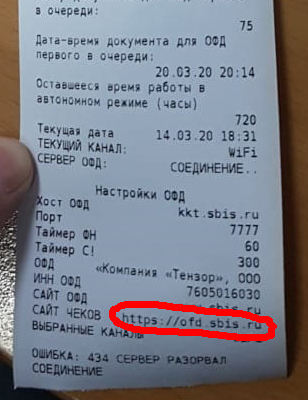 в очереди:
75
Дата-время документа для ОФД
первого в очереди:
20.03.20 20:14
Оставшееся время работы в
автономном режиме (часы)
720
Текущая дата 14.03.20 18:31
ТЕКУЩИЙ КАНАЛ: WiFi
СЕРВЕР ОФД: СОЕДИНЕНИЕ..
Настройки ОФД
Хост ОФД kkt.sbis.ru
Порт 7777
Таймер ФН 60
Таймер С! 300
ОФД «Компания «Тензор», ООО
ИНН ОФД 7605016030
САЙТ ОФД sbis.ru
САЙТ ЧЕКОВ https://ofd.sbis.ru
ВЫБРАННЫЕ КАНАЛЫ
ОШИБКА: 434 СЕРВЕР РАЗОРВАЛ
СОЕДИНЕНИЕ